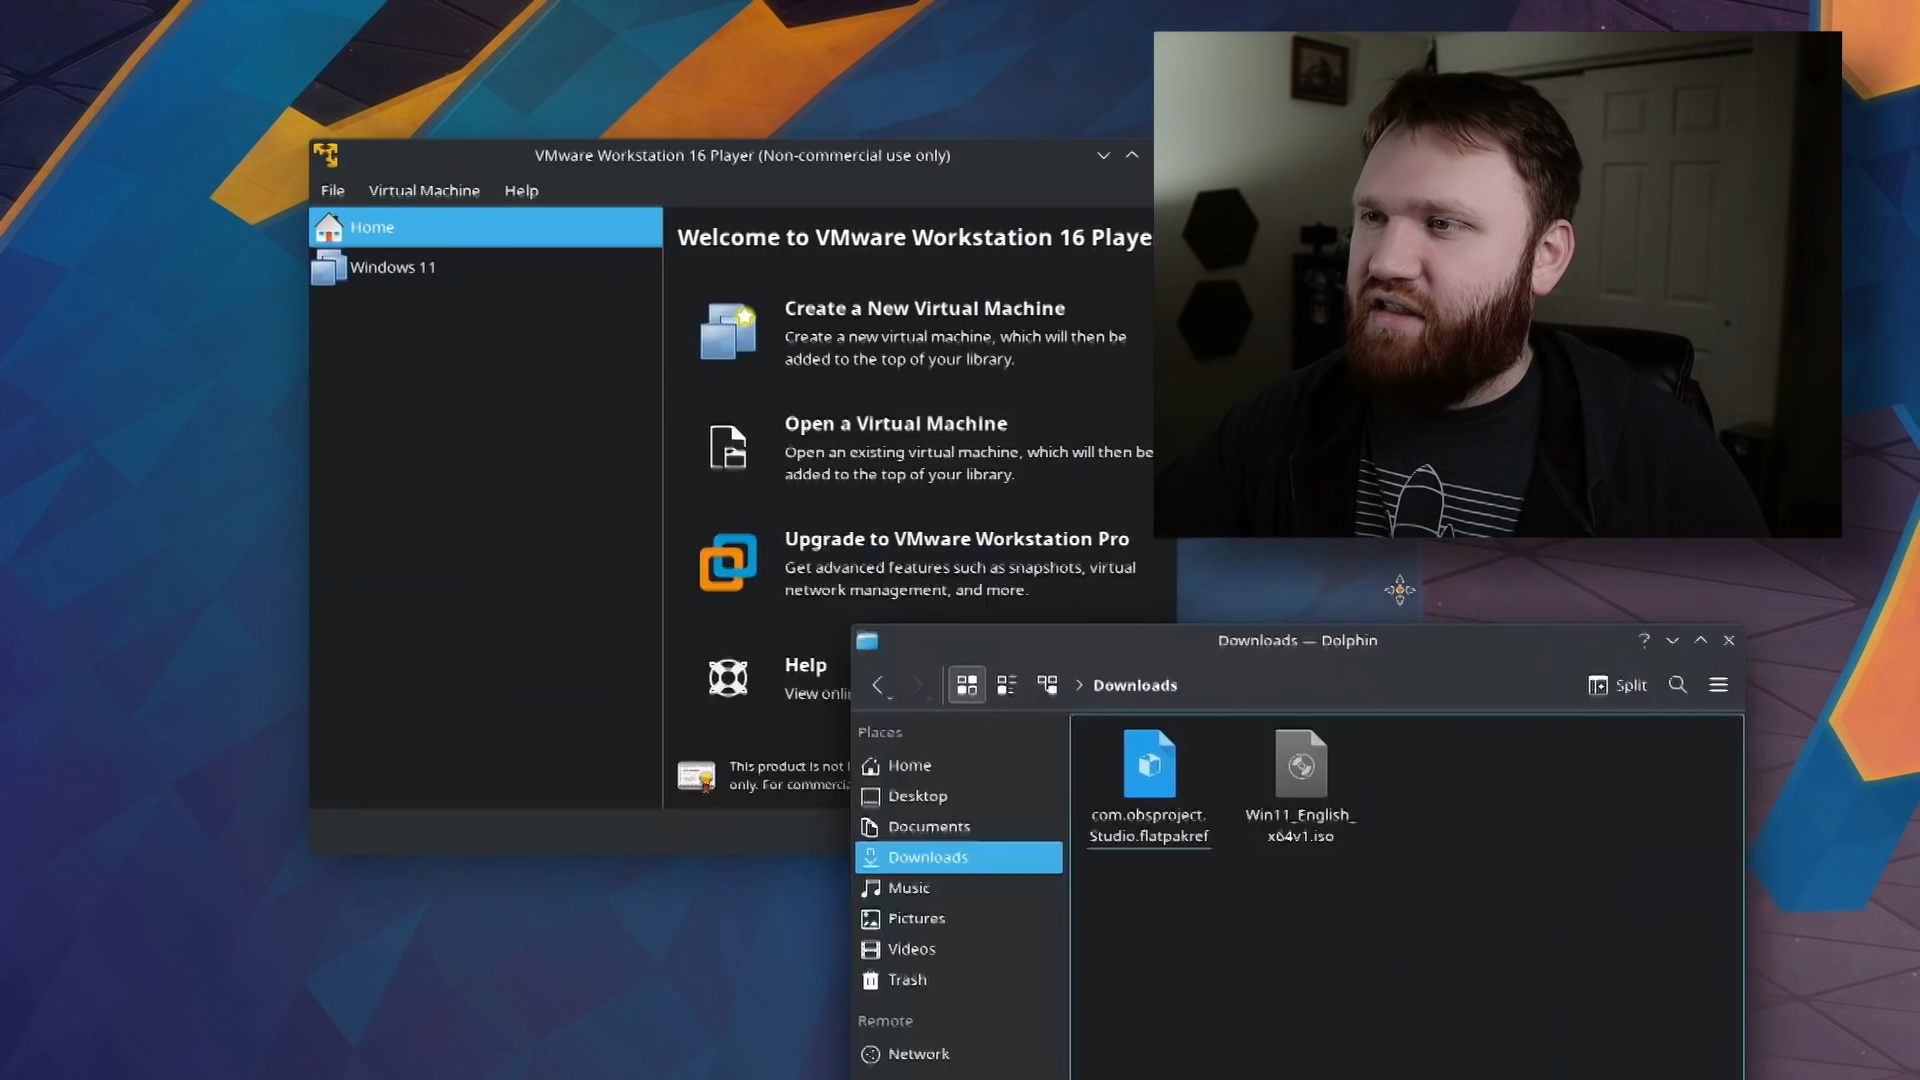 VMware Workstation 16 Player (Non-commercial use only)
File Virtual Machine Help
Home
Windows 11
Welcome to VMware Workstation 16 Playe
Create a New Virtual Machine
Create a new virtual machine, which will then be
added to the top of your library.
Open a Virtual Machine
Open an existing virtual machine, which will then be
added to the top of your library.
Upgrade to VMware Workstation Pro
Get advanced features such as snapshots, virtual
network management, and more.
Help
View onli
This product is not l
only. For commercia
Downloads — Dolphin
Downloads
Split
Places
Home
Desktop
Documents
Downloads
Music
Pictures
Videos
Trash
Remote
Network
com.obsproject.
Studio.flatpakref
Win11_English_
x64v1.iso